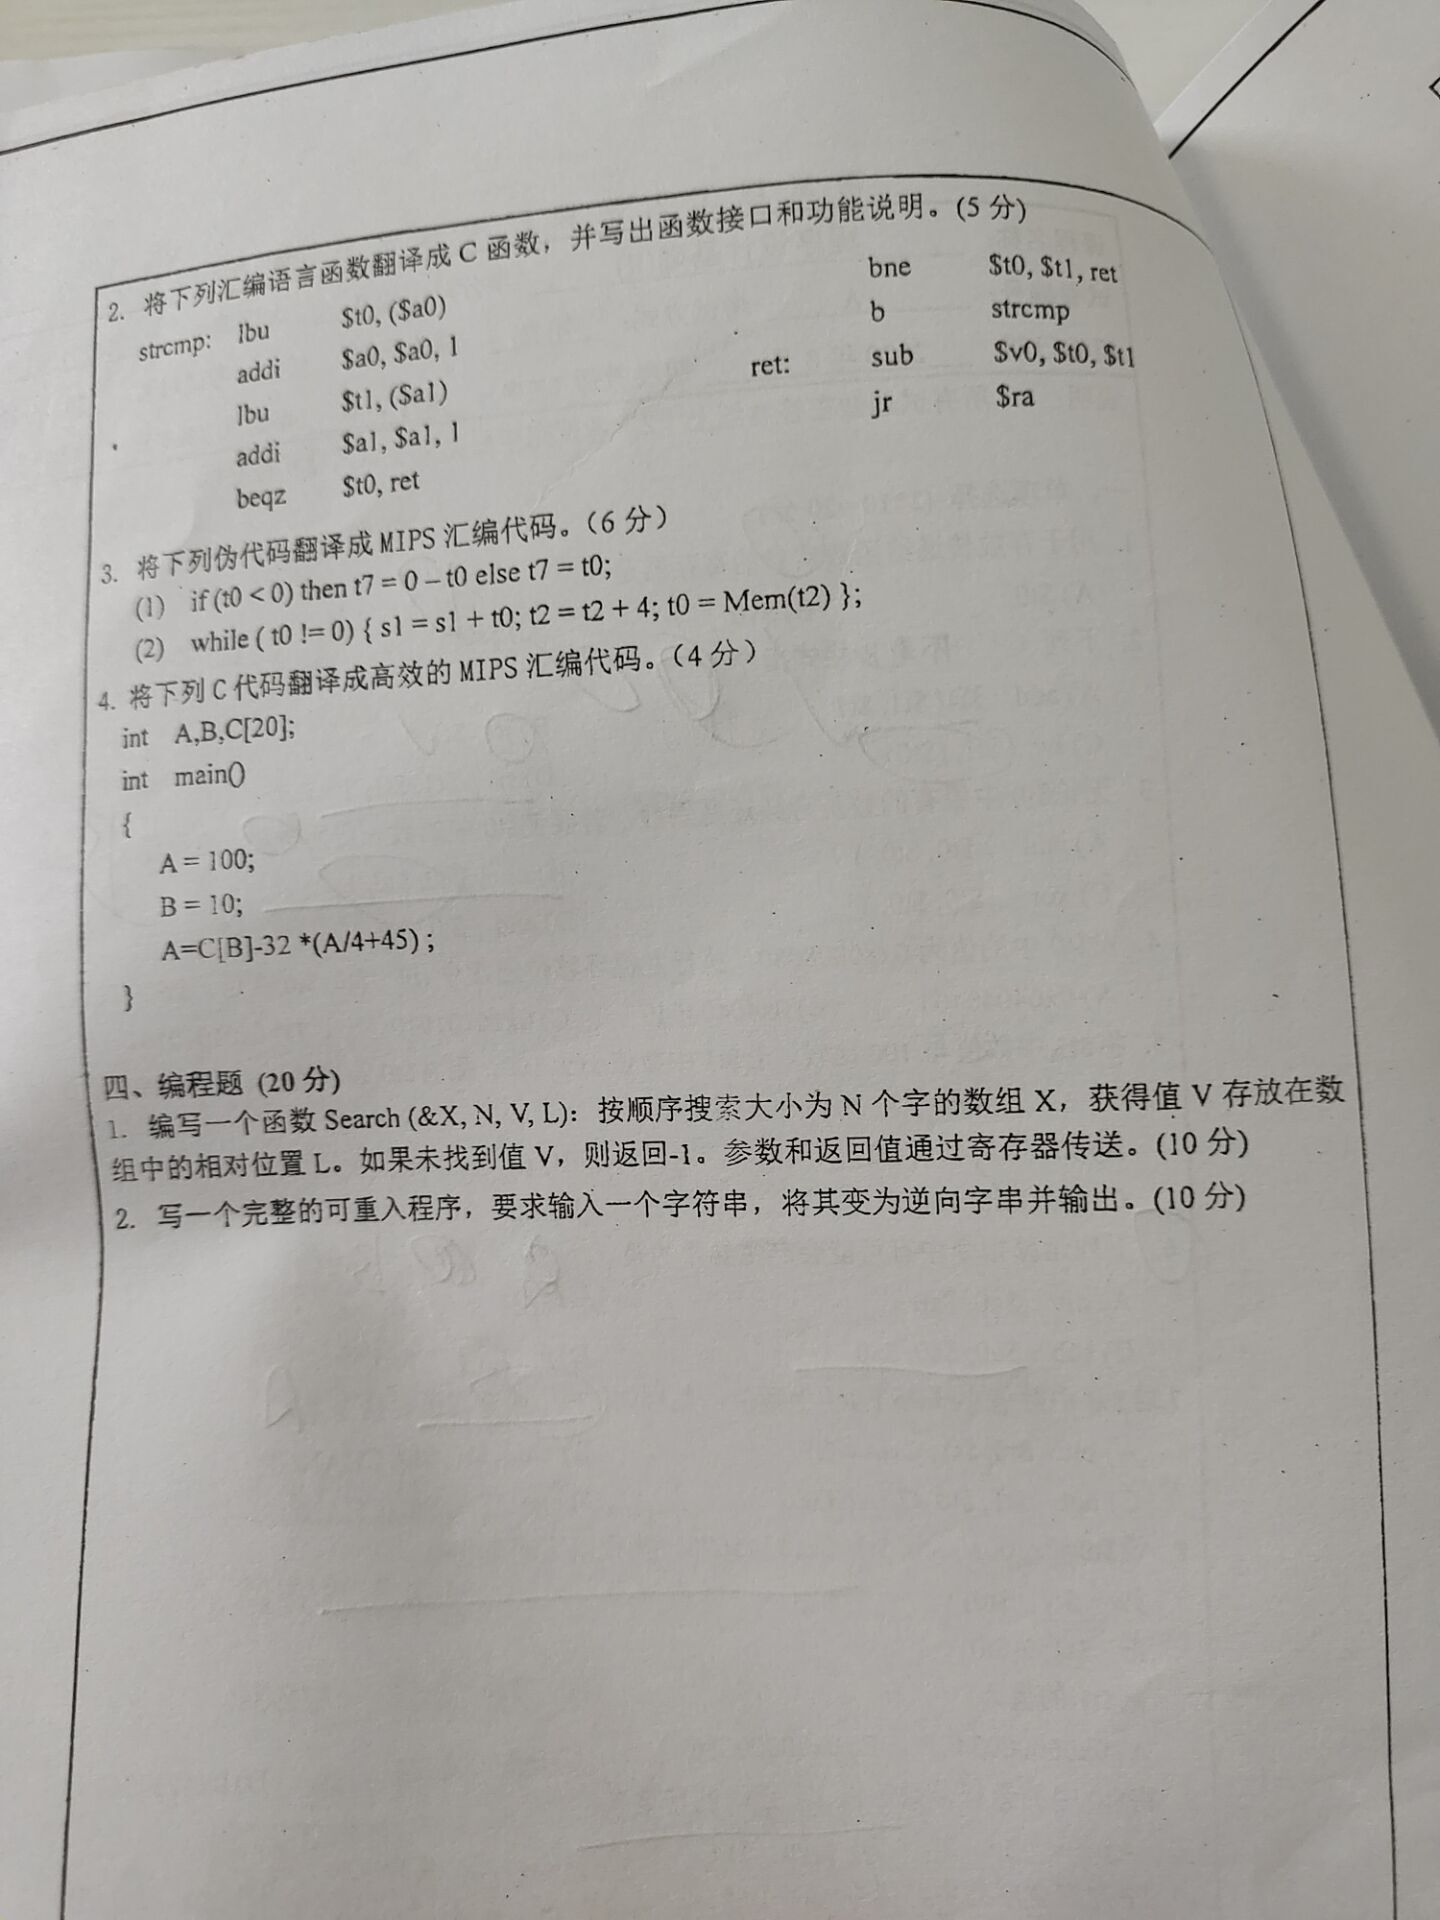 2. 将下列汇编语言函数翻译成 C 函数，并写出函数接口和功能说明。(5 分)
strcmp: lbu $t0, ($a0)
addi $a0, $a0, 1
lbu $t1, ($a1)
addi $a1, $a1, 1
beqz $t0, ret
bne $t0, $t1, ret
b strcmp
ret: sub $v0, $t0, $t1
jr $ra
3. 将下列伪代码翻译成 MIPS 汇编代码。(6 分)
(1) if (t0 < 0) then t7 = 0 – t0 else t7 = t0;
(2) while ( t0 != 0) { s1 = s1 + t0; t2 = t2 + 4; t0 = Mem(t2) };
4. 将下列 C 代码翻译成高效的 MIPS 汇编代码。(4 分)
int A,B,C[20];
int main()
{
A = 100;
B = 10;
A=C[B]-32 *(A/4+45) ;
}
四、编程题 (20 分)
1. 编写一个函数 Search (&X, N, V, L)：按顺序搜索大小为 N 个字的数组 X，获得值 V 存放在数
组中的相对位置 L。如果未找到值 V，则返回-1。参数和返回值通过寄存器传送。(10 分)
2. 写一个完整的可重入程序，要求输入一个字符串，将其变为逆向字串并输出。(10 分)